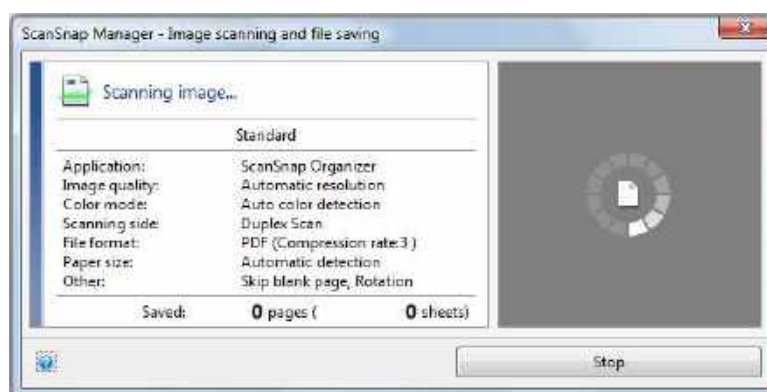 ScanSnap Manager - Image scanning and file saving
Scanning image...
Standard
Application: ScanSnap Organizer
Image quality: Automatic resolution
Color mode: Auto color detection
Scanning side: Duplex Scan
File format: PDF (Compression rate:3 )
Paper size: Automatic detection
Other: Skip blank page, Rotation
Saved: 0 pages ( 0 sheets)
Stop